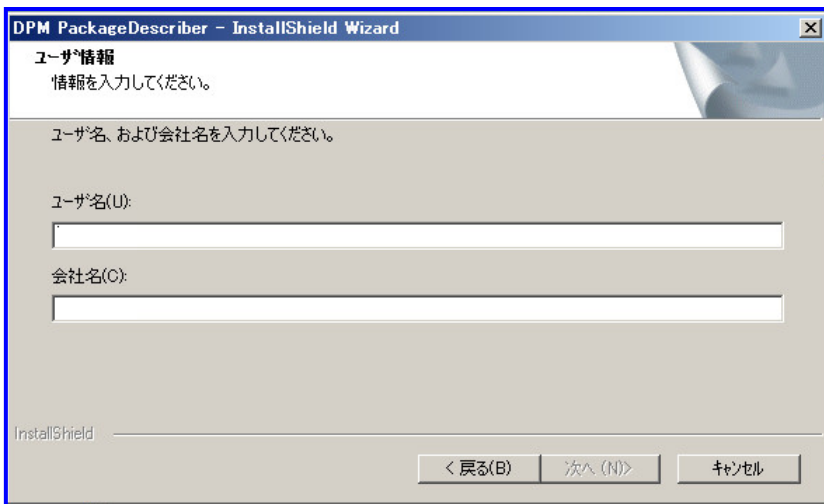 DPM PackageDescriber - InstallShield Wizard
ユーザ情報
情報を入力してください。
ユーザ名、および会社名を入力してください。
ユーザ名(U):
会社名(C):
InstallShield
< 戻る(B) 次へ (N)> キャンセル